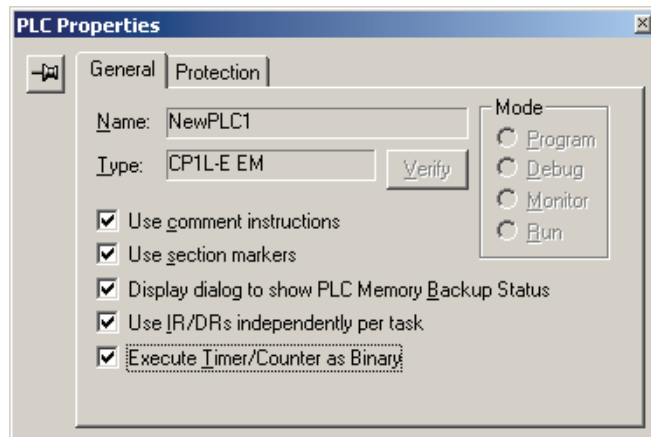 PLC Properties
General
Protection
Name: NewPLC1
Type: CP1L-E EM
Verify
Mode
Program
Debug
Monitor
Run
Use comment instructions
Use section markers
Display dialog to show PLC Memory Backup Status
Use IR/DRs independently per task
Execute Timer/Counter as Binary